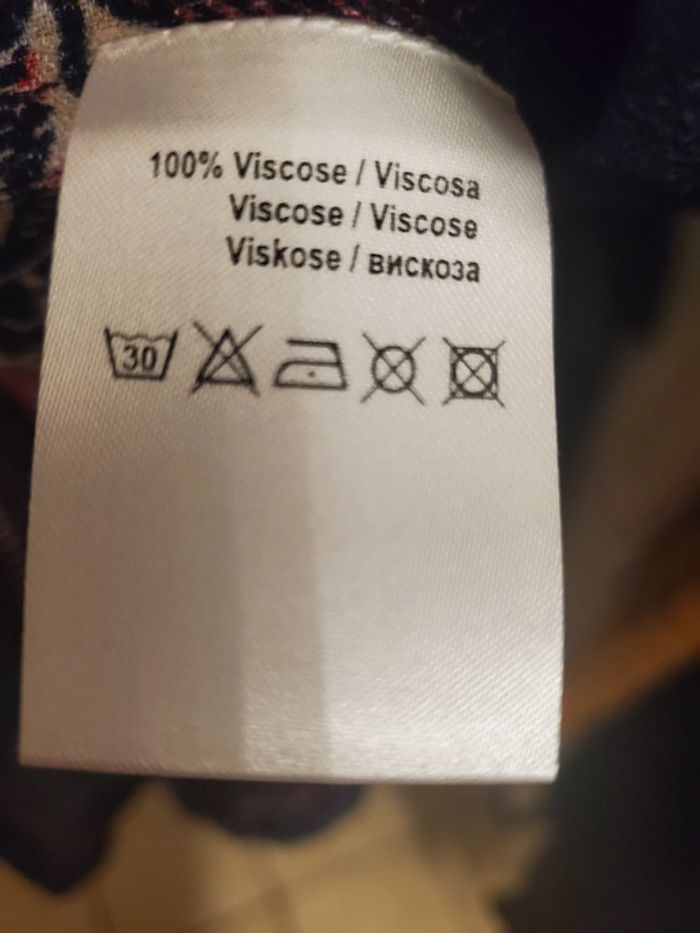 100% Viscose / Viscosa
Viscose / Viscose
Viskose / вискоза
30